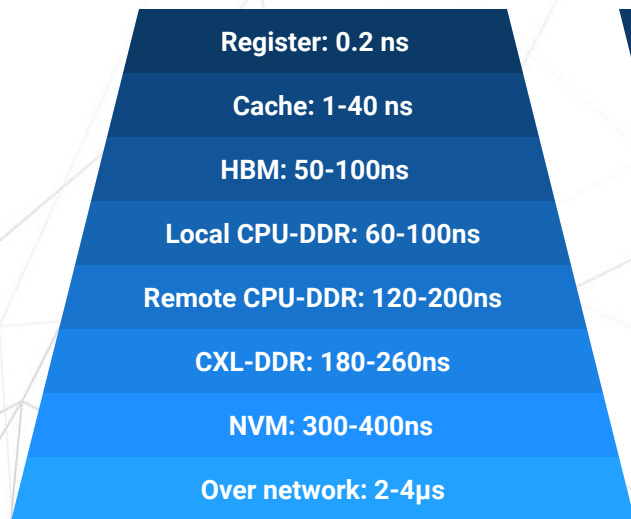 Register: 0.2 ns
Cache: 1-40 ns
HBM: 50-100ns
Local CPU-DDR: 60-100ns
Remote CPU-DDR: 120-200ns
CXL-DDR: 180-260ns
NVM: 300-400ns
Over network: 2-4µs